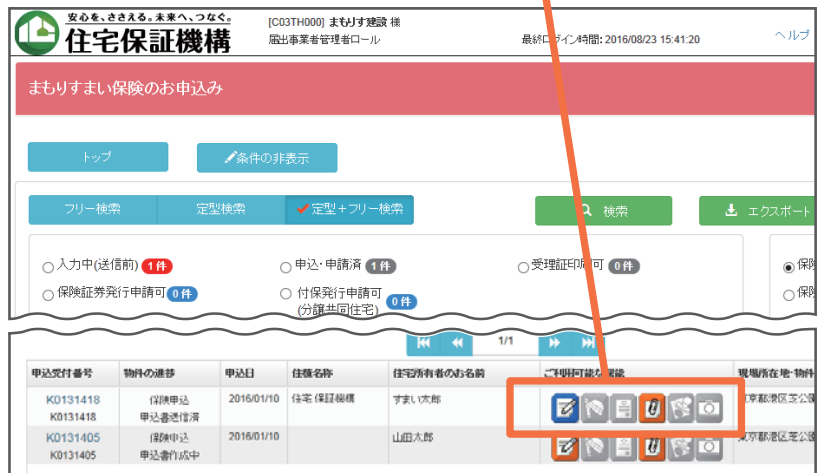 安心を、ささえる。未来へ、つなぐ。
住宅保証機構
[C03TH000] まもりす建設 様
届出事業者管理者ロール
最終ログイン時間: 2016/08/23 15:41:20
ヘルプ
まもりすまい保険のお申込み
トップ
条件の非表示
フリー検索
定型検索
定型+フリー検索
検索
エクスポート
入力中(送信前) 1件
申込・申請済 1件
受理証印刷可 0件
保険証券発行申請可 0件
付保発行申請可
(分譲共同住宅) 0件
1/1
申込受付番号 物件の進捗 申込日 住棟名称 住宅所有者のお名前 ご利用可能な機能 現場所在地・物件
K0131418 保険申込 2016/01/10 住宅 保証機構 すまい太郎 東京都港区芝公園
K0131418 申込書送信済
K0131405 保険申込 2016/01/10 山田太郎 東京都港区芝公園
K0131405 申込書作成中